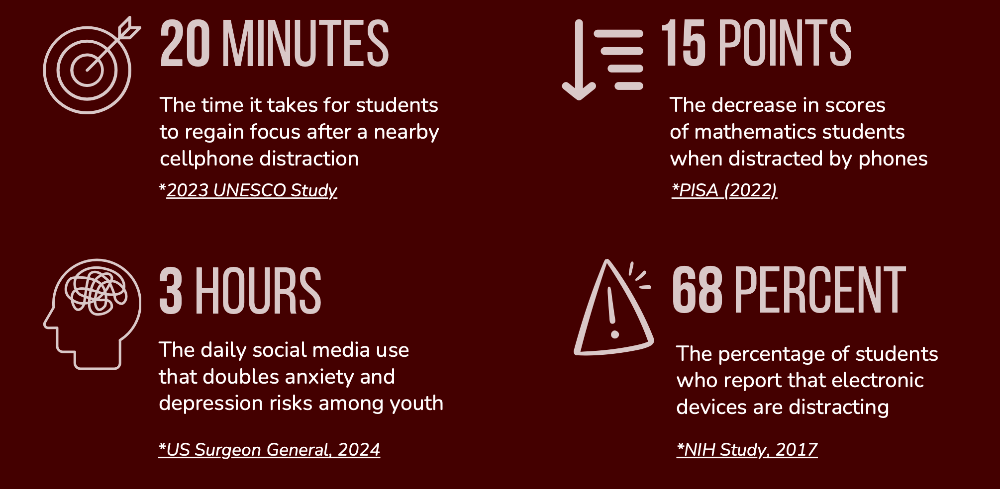 20 MINUTES
The time it takes for students
to regain focus after a nearby
cellphone distraction
*2023 UNESCO Study
15 POINTS
The decrease in scores
of mathematics students
when distracted by phones
*PISA (2022)
3 HOURS
The daily social media use
that doubles anxiety and
depression risks among youth
*US Surgeon General, 2024
68 PERCENT
The percentage of students
who report that electronic
devices are distracting
*NIH Study, 2017